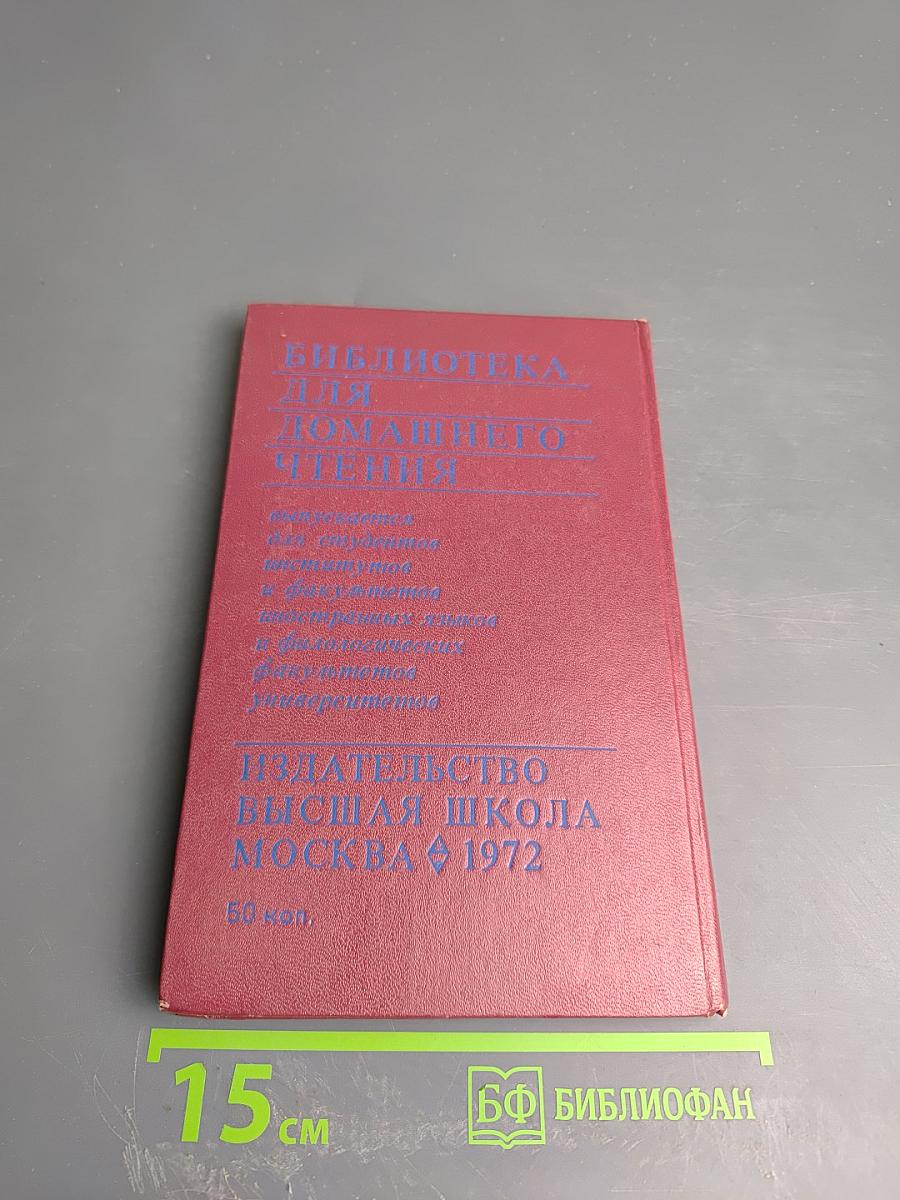 БИБЛИОТЕКА
ДЛЯ
ДОМАШНЕГО
ЧТЕНИЯ
выпускается
для студентов
институтов
и факультетов
иностранных языков
и филологических
факультетов
университетов
ИЗДАТЕЛЬСТВО
ВЫСШАЯ ШКОЛА
МОСКВА 1972
50 коп.
15 см
БФ БИБЛИОФАН